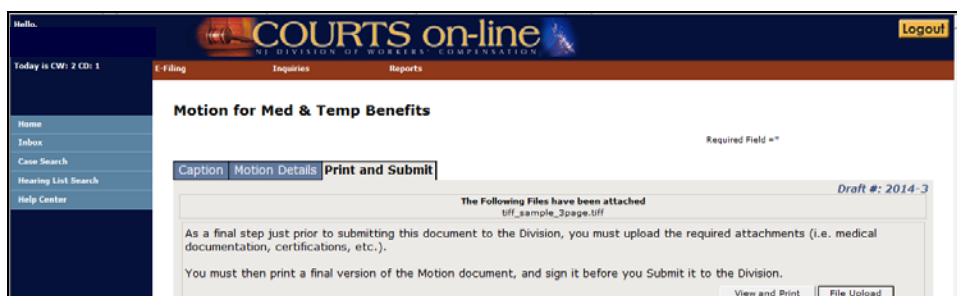 Hello.
COURTS on-line
NJ DIVISION OF WORKERS' COMPENSATION
Logout
Today is CW: 2 CD: 1
E-Filing Inquiries Reports
Motion for Med & Temp Benefits
Required Field ="
Home
Inbox
Case Search
Hearing List Search
Help Center
Caption Motion Details Print and Submit
Draft #: 2014-3
The Following Files have been attached
tiff_sample_3page.tiff
As a final step just prior to submitting this document to the Division, you must upload the required attachments (i.e. medical
documentation, certifications, etc.).
You must then print a final version of the Motion document, and sign it before you Submit it to the Division.
View and Print File Upload